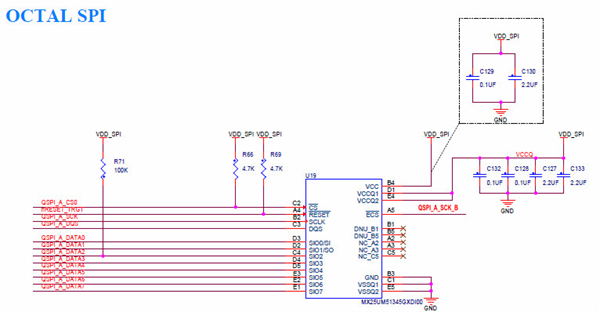 OCTAL SPI
VDD_SPI
C129
0.1UF
C130
2.2UF
GND
VDD_SPI
VDD_SPI
VDD_SPI
VDD_SPI
R71
100K
R66
4.7K
R69
4.7K
U19
VCCQ
C132
0.1UF
0.1UF
C127
2.2UF
C133
2.2UF
GND
QSPI_A_CS0
C2
CS
VCC
B4
A4
RESET
VCCQ1
D1
QSPI_A_SCK
B2
SCLK
VCCQ2
E4
QSPI_A_DQS
C3
DQS
ECS
A5
QSPI_A_SCK_B
QSPI_A_DATA0
D3
SIO0/SI
DNU_B1
B1
QSPI_A_DATA1
D2
SIO1/SO
DNU_B5
B5
QSPI_A_DATA2
C4
SIO2
NC_A2
A2
QSPI_A_DATA3
D4
SIO3
NC_A3
A3
QSPI_A_DATA4
D5
SIO4
NC_C5
C5
QSPI_A_DATA5
E3
SIO5
GND
B3
QSPI_A_DATA6
E2
SIO6
VSSQ1
C1
QSPI_A_DATA7
E1
SIO7
VSSQ2
E5
MX25UM51345GXDI00
GND